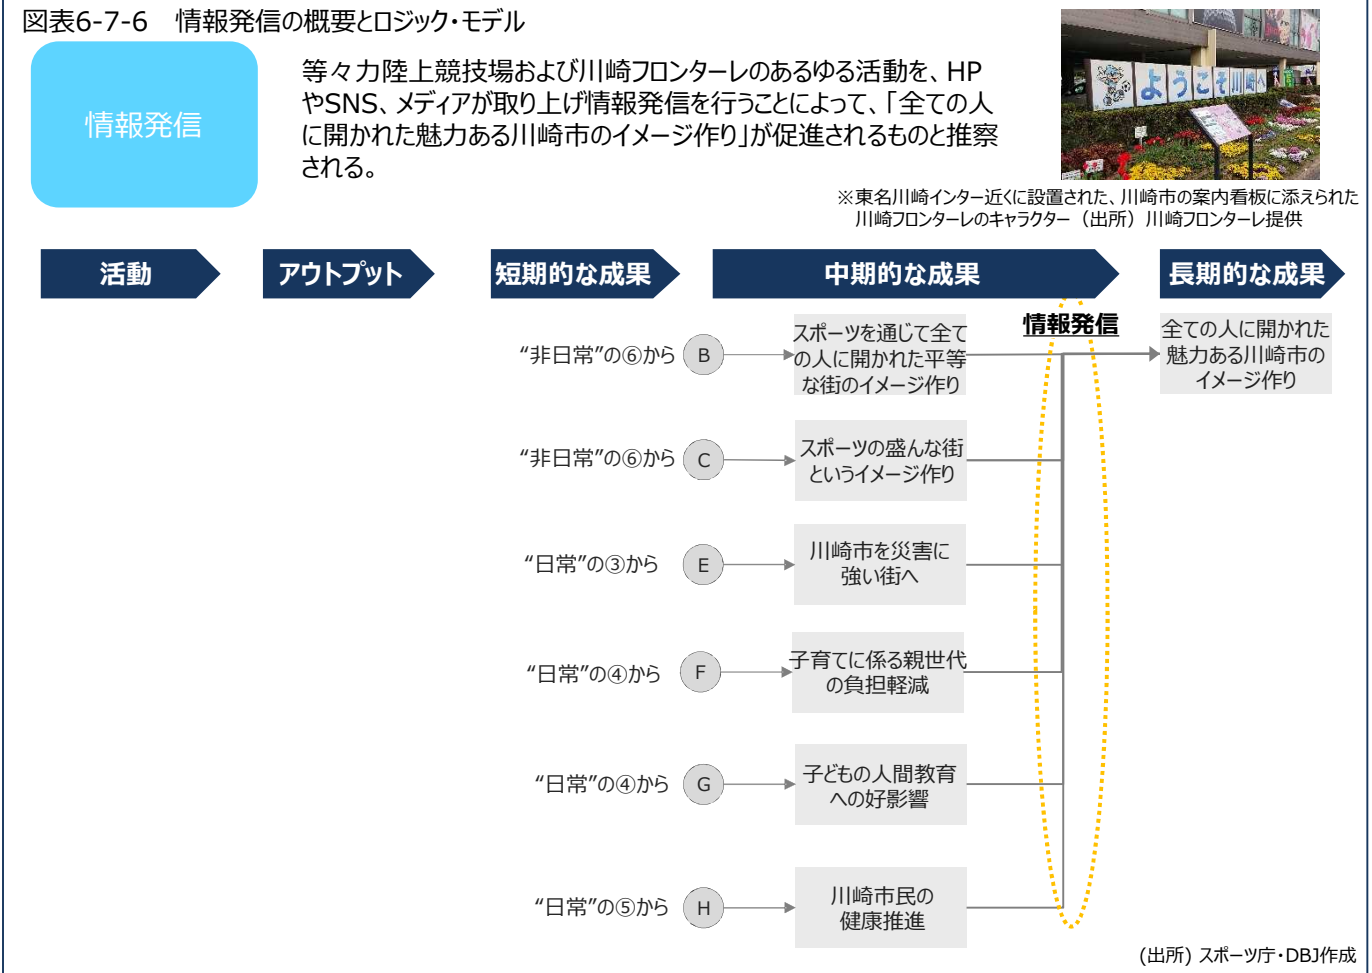 図表6-7-6　情報発信の概要とロジック・モデル
情報発信
等々力陸上競技場および川崎フロンターレのあるゆる活動を、HP
やSNS、メディアが取り上げ情報発信を行うことによって、「全ての人
に開かれた魅力ある川崎市のイメージ作り」が促進されるものと推察
される。
ようこそ川崎へ
※東名川崎インター近くに設置された、川崎市の案内看板に添えられた
川崎フロンターレのキャラクター（出所）川崎フロンターレ提供
活動
アウトプット
短期的な成果
中期的な成果
長期的な成果
情報発信
“非日常”の⑥から
B
スポーツを通じて全て
の人に開かれた平等
な街のイメージ作り
全ての人に開かれた
魅力ある川崎市の
イメージ作り
“非日常”の⑥から
C
スポーツの盛んな街
というイメージ作り
“日常”の③から
E
川崎市を災害に
強い街へ
“日常”の④から
F
子育てに係る親世代
の負担軽減
“日常”の④から
G
子どもの人間教育
への好影響
“日常”の⑤から
H
川崎市民の
健康推進
(出所) スポーツ庁・DBJ作成